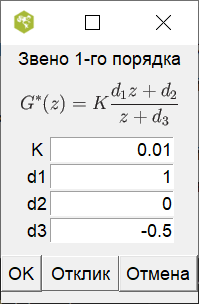 Звено 1-го порядка
G*(z) = K (d₁z + d₂)/(z + d₃)
K 0.01
d1 1
d2 0
d3 -0.5
OK Отклик Отмена